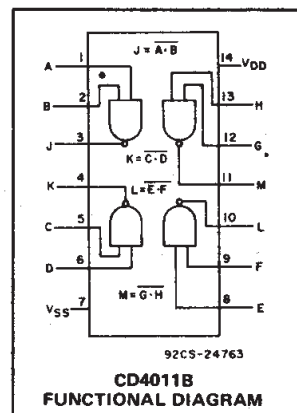 J = A·B
A 1
14 VDD
B 2
13 H
J 3
12 G
K = C·D
K 4
11 M
L = E·F
C 5
10 L
D 6
9 F
M = G·H
VSS 7
8 E
92CS-24763
CD4011B
FUNCTIONAL DIAGRAM